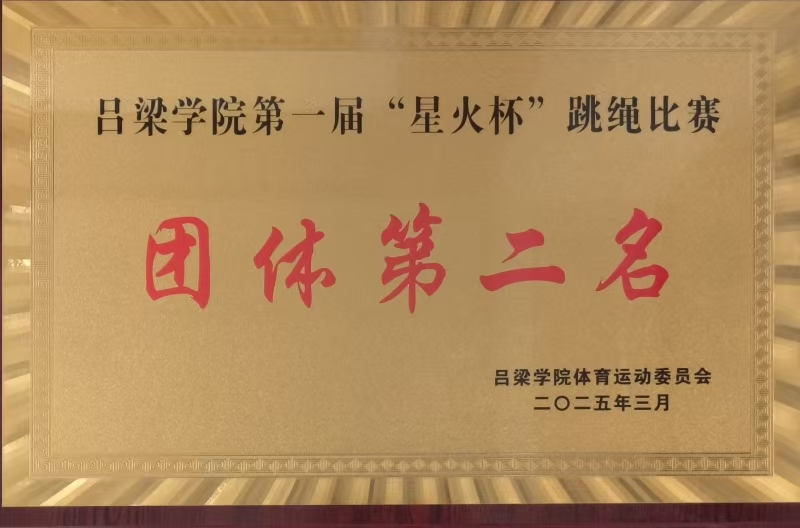 吕梁学院第一届“星火杯”跳绳比赛
团体第二名
吕梁学院体育运动委员会
二〇二五年三月